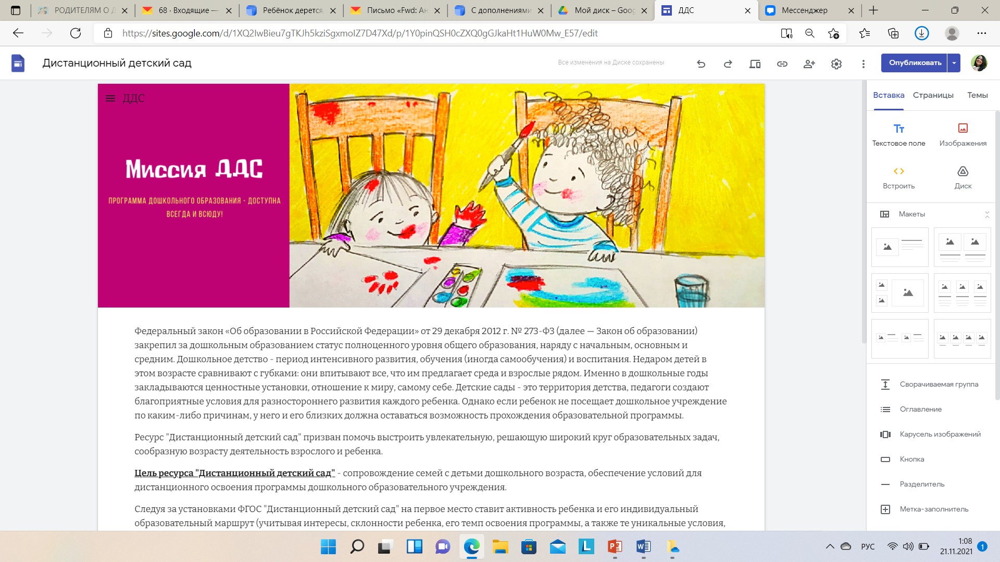 РОДИТЕЛЯМ О Д
68 · Входящие —
Ребёнок дерется,
Письмо «Fwd: Ан
С дополнениями
Мой диск – Goog
ДДС
Мессенджер
https://sites.google.com/d/1XQ2lwBieu7gTKJh5kziSgxmoIZ7D47Xd/p/1Y0pinQSH0cZXQ0gGJkaHt1HuW0Mw_E57/edit
Дистанционный детский сад
Все изменения на Диске сохранены
Опубликовать
Вставка
Страницы
Темы
ДДС
Миссия ДДС
ПРОГРАММА ДОШКОЛЬНОГО ОБРАЗОВАНИЯ - ДОСТУПНА
ВСЕГДА И ВСЮДУ!
Федеральный закон «Об образовании в Российской Федерации» от 29 декабря 2012 г. № 273-ФЗ (далее — Закон об образовании)
закрепил за дошкольным образованием статус полноценного уровня общего образования, наряду с начальным, основным и
средним. Дошкольное детство - период интенсивного развития, обучения (иногда самообучения) и воспитания. Недаром детей в
этом возрасте сравнивают с губками: они впитывают все, что им предлагает среда и взрослые рядом. Именно в дошкольные годы
закладываются ценностные установки, отношение к миру, самому себе. Детские сады - это территория детства, педагоги создают
благоприятные условия для разностороннего развития каждого ребенка. Однако если ребенок не посещает дошкольное учреждение
по каким-либо причинам, у него и его близких должна оставаться возможность прохождения образовательной программы.
Ресурс "Дистанционный детский сад" призван помочь выстроить увлекательную, решающую широкий круг образовательных задач,
сообразную возрасту деятельность взрослого и ребенка.
Цель ресурса "Дистанционный детский сад" - сопровождение семей с детьми дошкольного возраста, обеспечение условий для
дистанционного освоения программы дошкольного образовательного учреждения.
Следуя за установками ФГОС "Дистанционный детский сад" на первое место ставит активность ребенка и его индивидуальный
образовательный маршрут (учитывая интересы, склонности ребенка, его темп освоения программы, а также те уникальные условия,
Текстовое поле
Изображения
Встроить
Диск
Макеты
Сворачиваемая группа
Оглавление
Карусель изображений
Кнопка
Разделитель
Метка-заполнитель
РУС
1:08
21.11.2021
1